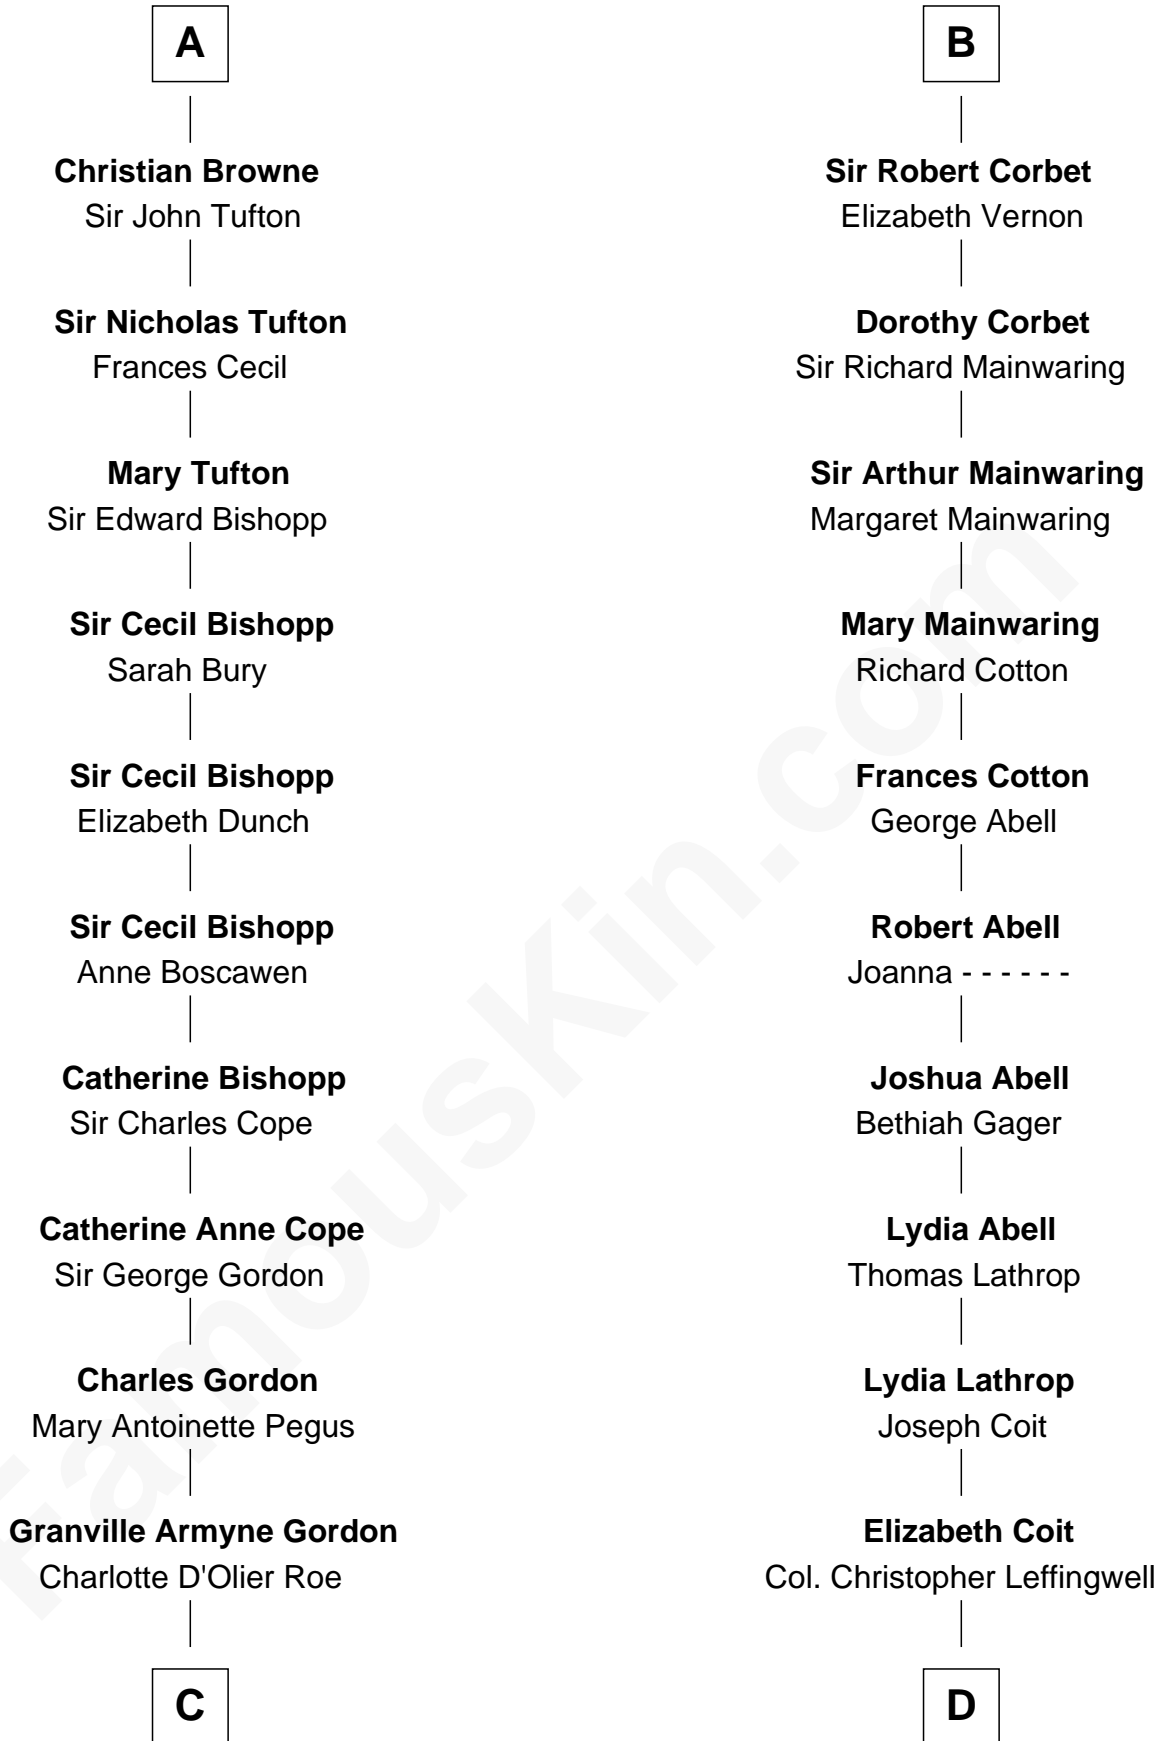 A
Christian Browne
Sir John Tufton
Sir Nicholas Tufton
Frances Cecil
Mary Tufton
Sir Edward Bishopp
Sir Cecil Bishopp
Sarah Bury
Sir Cecil Bishopp
Elizabeth Dunch
Sir Cecil Bishopp
Anne Boscawen
Catherine Bishopp
Sir Charles Cope
Catherine Anne Cope
Sir George Gordon
Charles Gordon
Mary Antoinette Pegus
Granville Armyne Gordon
Charlotte D'Olier Roe
C
B
Sir Robert Corbet
Elizabeth Vernon
Dorothy Corbet
Sir Richard Mainwaring
Sir Arthur Mainwaring
Margaret Mainwaring
Mary Mainwaring
Richard Cotton
Frances Cotton
George Abell
Robert Abell
Joanna - - - - - -
Joshua Abell
Bethiah Gager
Lydia Abell
Thomas Lathrop
Lydia Lathrop
Joseph Coit
Elizabeth Coit
Col. Christopher Leffingwell
D
FamousKin.com